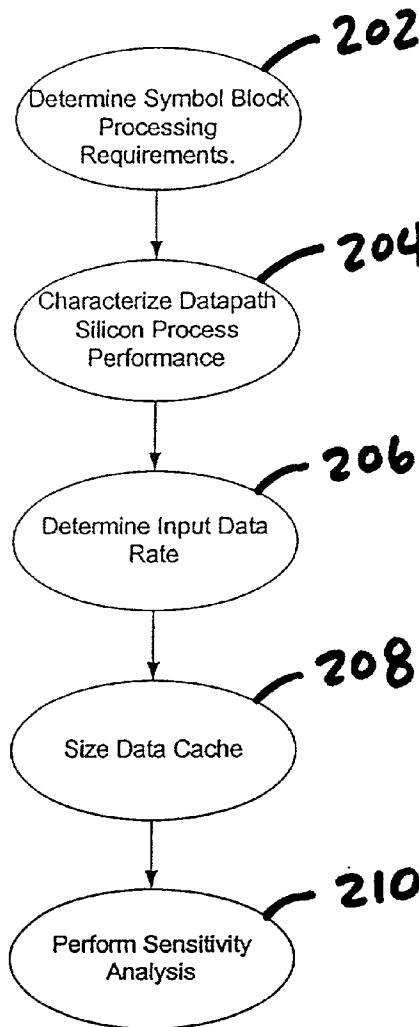 202
Determine Symbol Block
Processing
Requirements.
204
Characterize Datapath
Silicon Process
Performance
206
Determine Input Data
Rate
208
Size Data Cache
210
Perform Sensitivity
Analysis